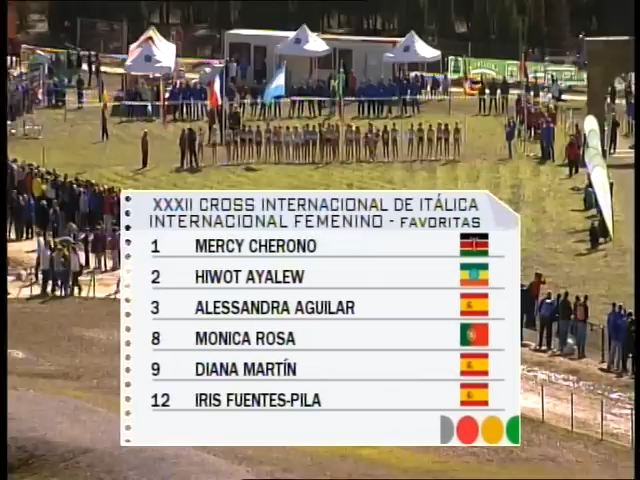 XXXII CROSS INTERNACIONAL DE ITÁLICA
INTERNACIONAL FEMENINO - FAVORITAS
1 MERCY CHERONO
2 HIWOT AYALEW
3 ALESSANDRA AGUILAR
8 MONICA ROSA
9 DIANA MARTÍN
12 IRIS FUENTES-PILA